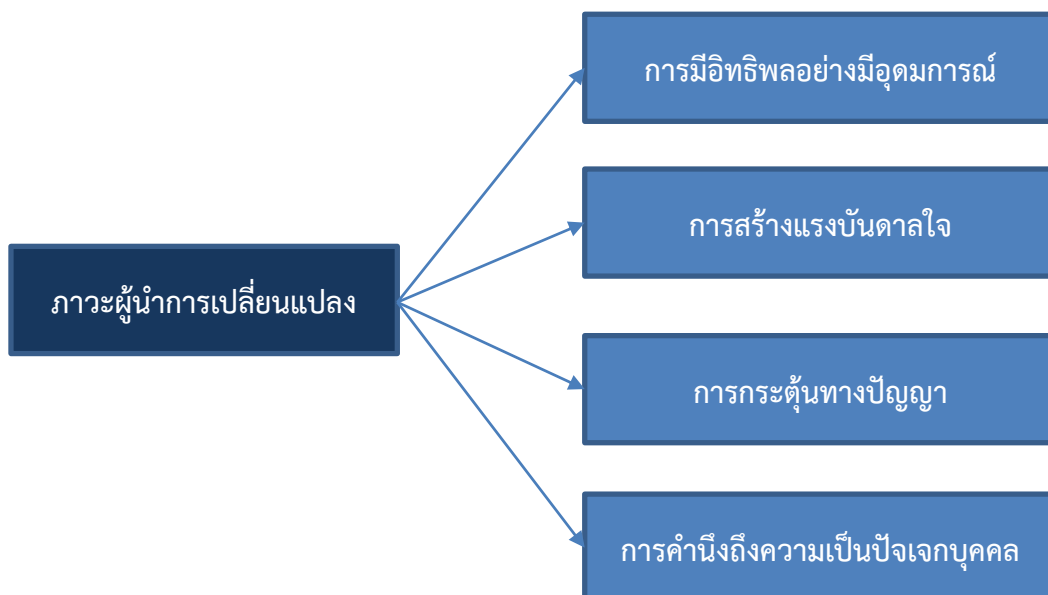 การมีอิทธิพลอย่างมีอุดมการณ์
การสร้างแรงบันดาลใจ
ภาวะผู้นำการเปลี่ยนแปลง
การกระตุ้นทางปัญญา
การคำนึงถึงความเป็นปัจเจกบุคคล